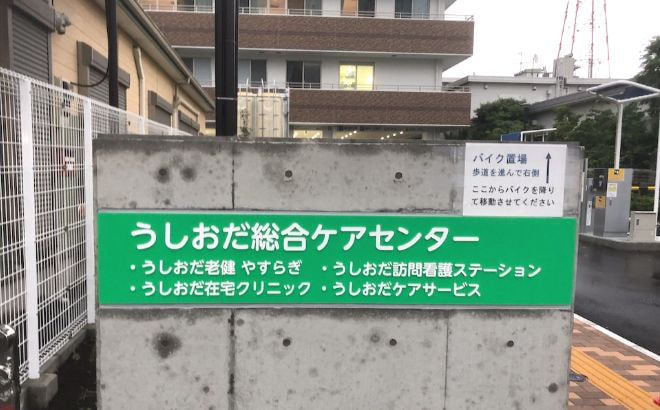 バイク置場
歩道を進んで右側
ここからバイクを降り
て移動させてください
うしおだ総合ケアセンター
・うしおだ老健 やすらぎ ・うしおだ訪問看護ステーション
・うしおだ在宅クリニック ・うしおだケアサービス